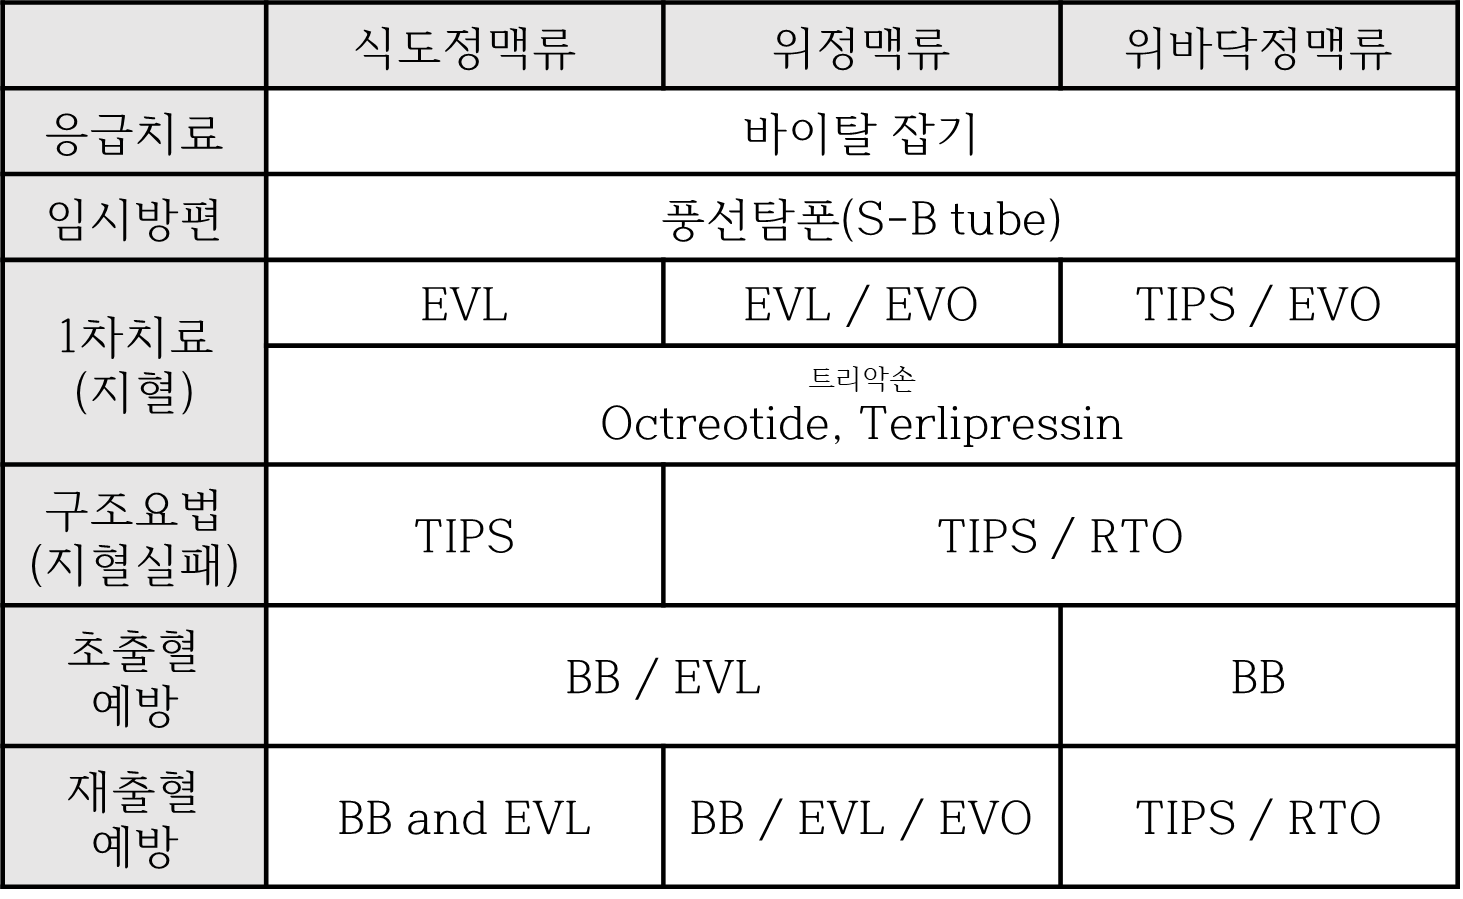 식도정맥류 위정맥류 위바닥정맥류
응급치료 바이탈 잡기
임시방편 풍선탐폰(S-B tube)
1차치료
(지혈)
EVL EVL / EVO TIPS / EVO
트리악손
Octreotide, Terlipressin
구조요법
(지혈실패)
TIPS TIPS / RTO
초출혈
예방
BB / EVL BB
재출혈
예방
BB and EVL BB / EVL / EVO TIPS / RTO